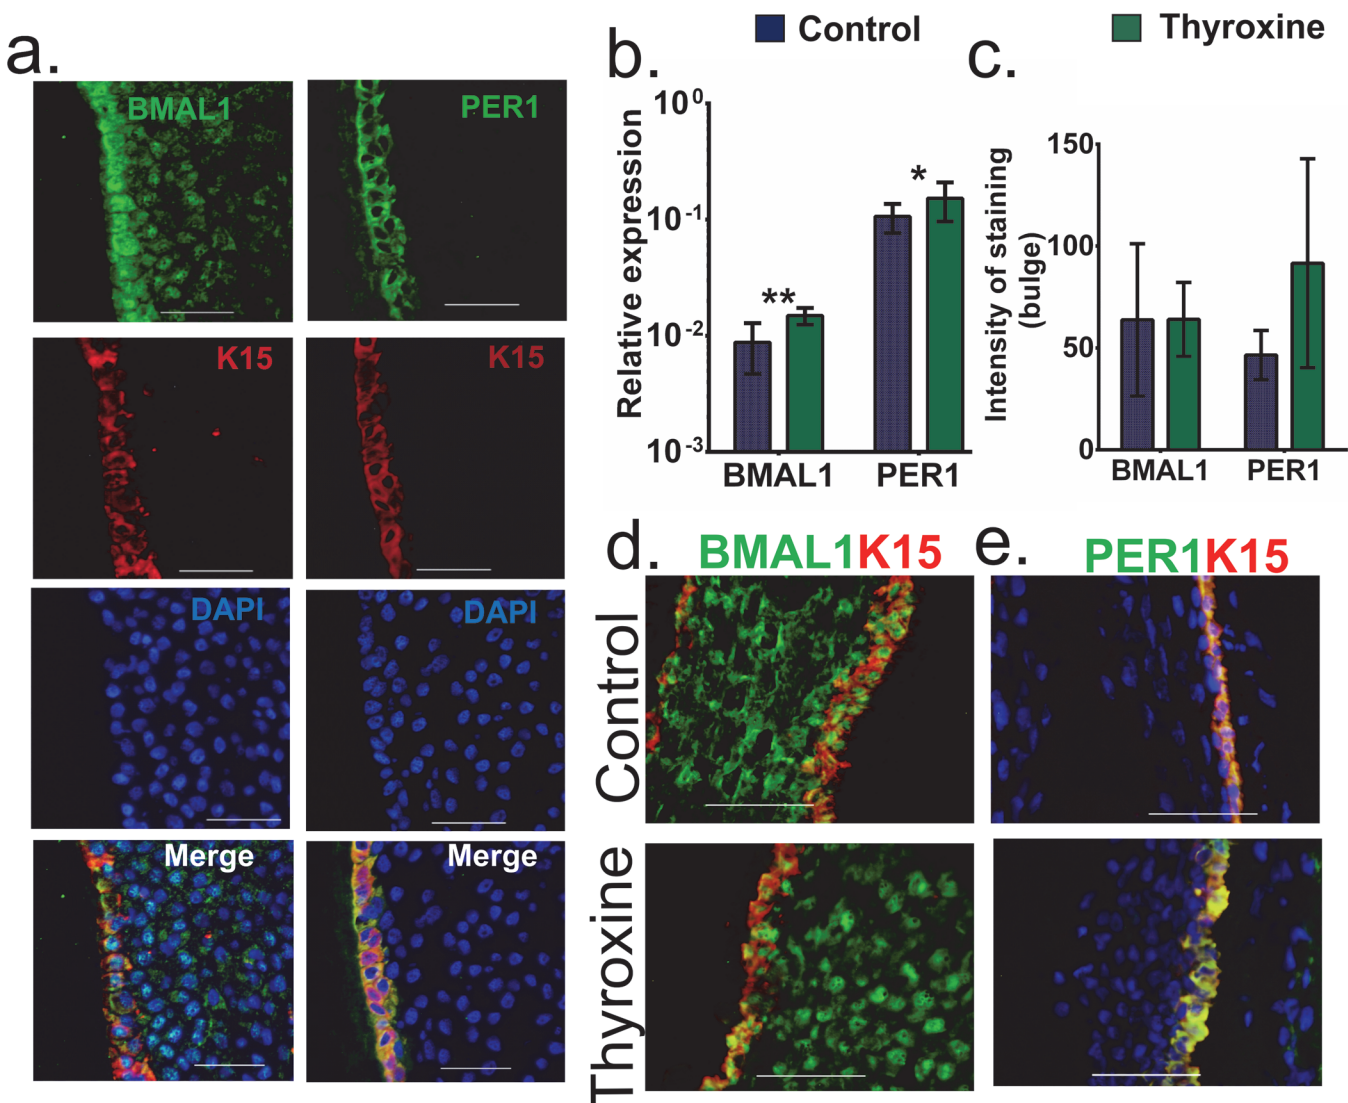 a.
BMAL1
PER1
K15
K15
DAPI
DAPI
Merge
Merge
Control
Thyroxine
b.
Relative expression
10⁰
10⁻¹
10⁻²
10⁻³
**
*
BMAL1
PER1
c.
Intensity of staining
(bulge)
150
100
50
0
BMAL1
PER1
d.
BMAL1K15
e.
PER1K15
Control
Thyroxine